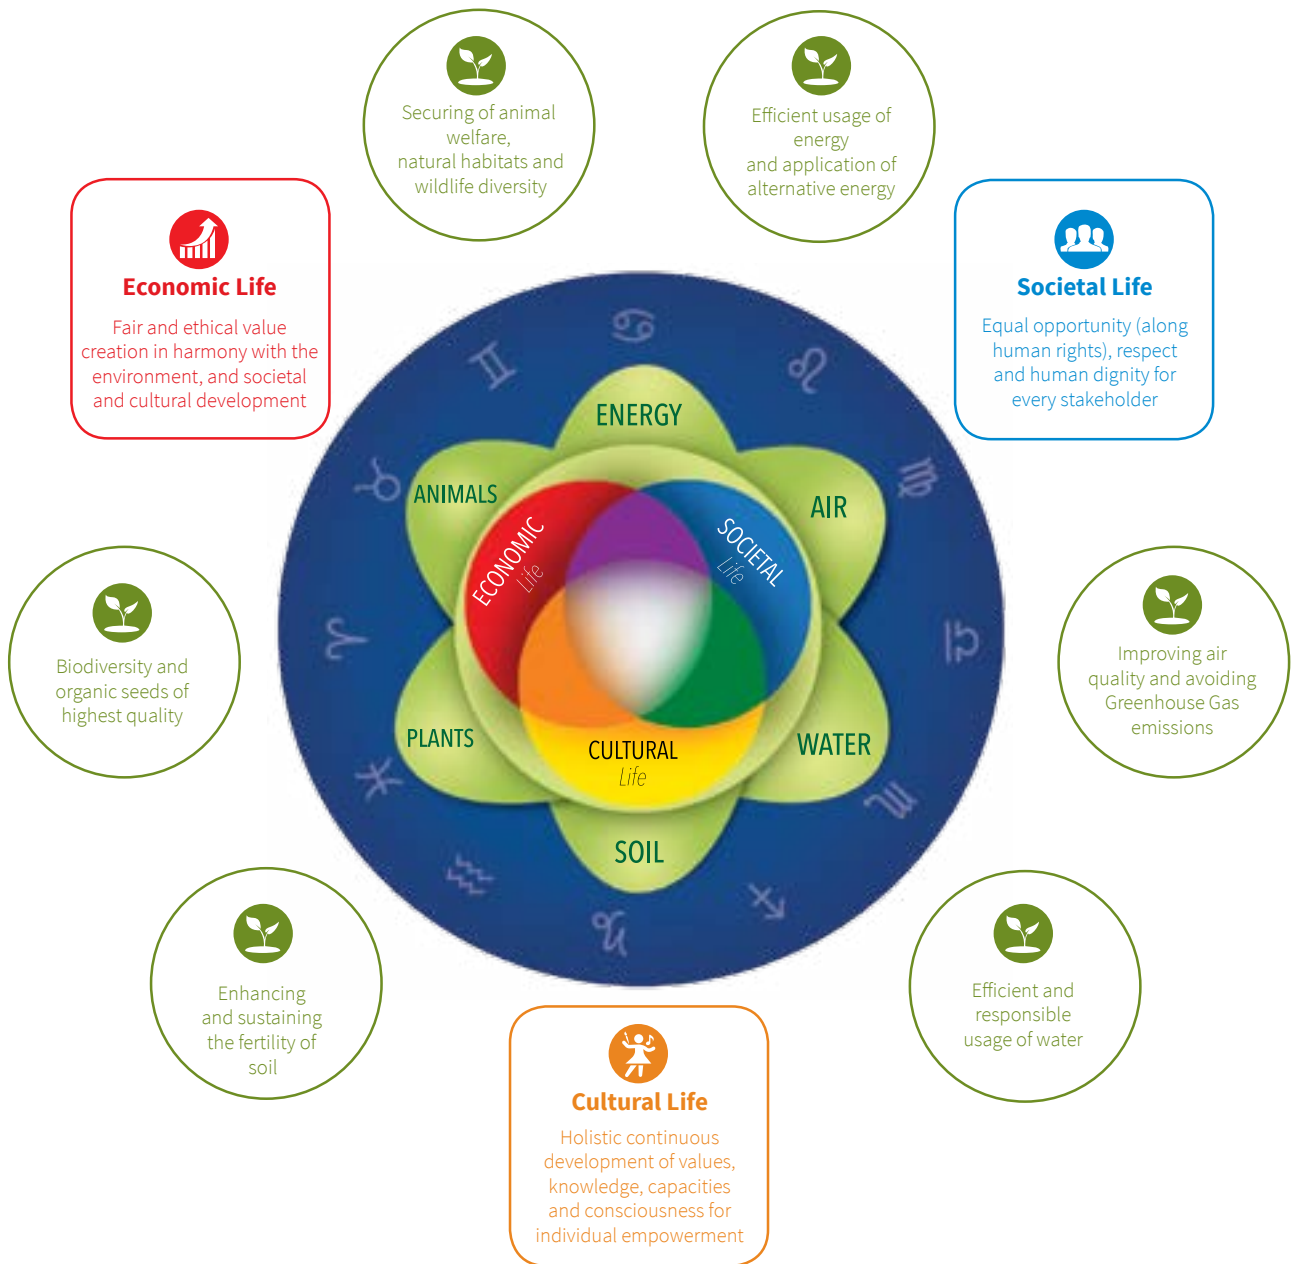 Securing of animal
welfare,
natural habitats and
wildlife diversity
Efficient usage of
energy
and application of
alternative energy
Economic Life
Fair and ethical value
creation in harmony with the
environment, and societal
and cultural development
Societal Life
Equal opportunity (along
human rights), respect
and human dignity for
every stakeholder
ENERGY
ANIMALS
AIR
ECONOMIC
Life
SOCIETAL
Life
PLANTS
WATER
CULTURAL
Life
SOIL
Biodiversity and
organic seeds of
highest quality
Improving air
quality and avoiding
Greenhouse Gas
emissions
Enhancing
and sustaining
the fertility of
soil
Efficient and
responsible
usage of water
Cultural Life
Holistic continuous
development of values,
knowledge, capacities
and consciousness for
individual empowerment